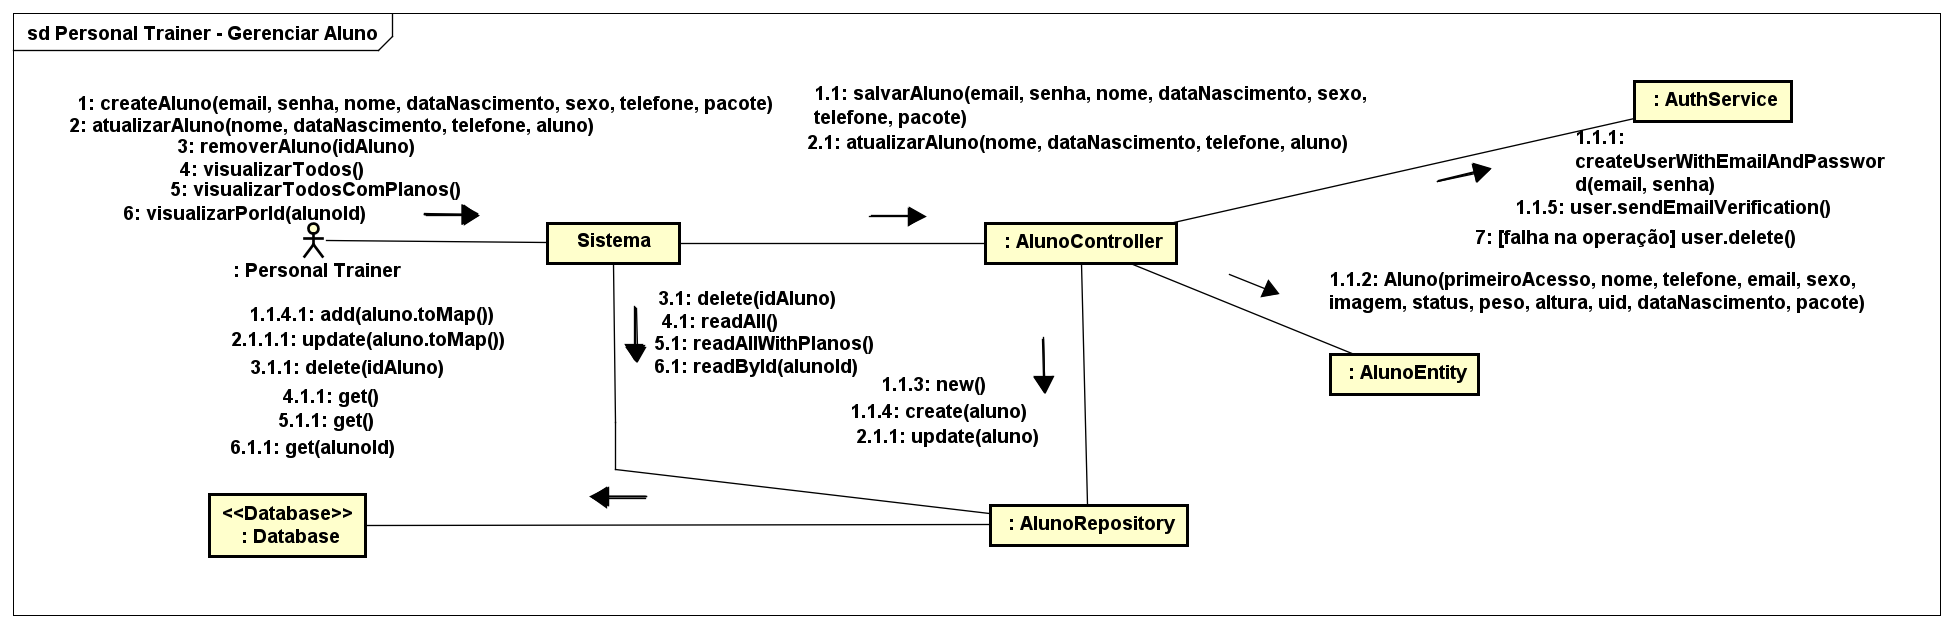 sd Personal Trainer - Gerenciar Aluno
1: createAluno(email, senha, nome, dataNascimento, sexo, telefone, pacote)
2: atualizarAluno(nome, dataNascimento, telefone, aluno)
3: removerAluno(idAluno)
4: visualizarTodos()
5: visualizarTodosComPlanos()
6: visualizarPorId(alunoId)
: Personal Trainer
Sistema
1.1: salvarAluno(email, senha, nome, dataNascimento, sexo,
telefone, pacote)
2.1: atualizarAluno(nome, dataNascimento, telefone, aluno)
: AlunoController
: AuthService
1.1.1:
createUserWithEmailAndPasswor
d(email, senha)
1.1.5: user.sendEmailVerification()
7: [falha na operação] user.delete()
1.1.2: Aluno(primeiroAcesso, nome, telefone, email, sexo,
imagem, status, peso, altura, uid, dataNascimento, pacote)
: AlunoEntity
3.1: delete(idAluno)
4.1: readAll()
5.1: readAllWithPlanos()
6.1: readById(alunoId)
1.1.3: new()
1.1.4: create(aluno)
2.1.1: update(aluno)
1.1.4.1: add(aluno.toMap())
2.1.1.1: update(aluno.toMap())
3.1.1: delete(idAluno)
4.1.1: get()
5.1.1: get()
6.1.1: get(alunoId)
<<Database>>
: Database
: AlunoRepository